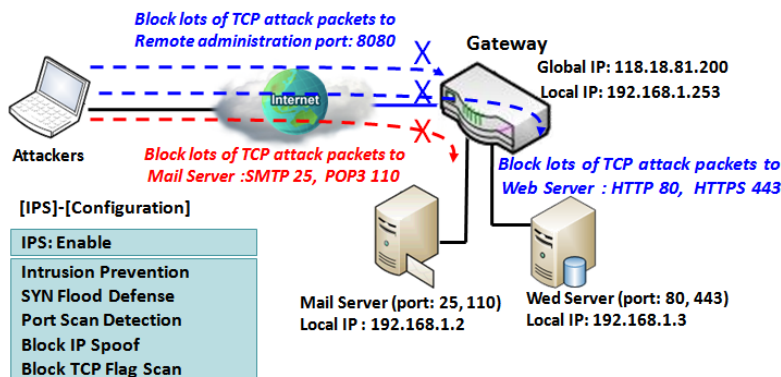 Block lots of TCP attack packets to
Remote administration port: 8080
Gateway
Global IP: 118.18.81.200
Local IP: 192.168.1.253
Internet
Attackers
Block lots of TCP attack packets to
Mail Server :SMTP 25, POP3 110
Block lots of TCP attack packets to
Web Server : HTTP 80, HTTPS 443
[IPS]-[Configuration]
IPS: Enable
Intrusion Prevention
SYN Flood Defense
Port Scan Detection
Block IP Spoof
Block TCP Flag Scan
Mail Server (port: 25, 110)
Local IP : 192.168.1.2
Wed Server (port: 80, 443)
Local IP: 192.168.1.3